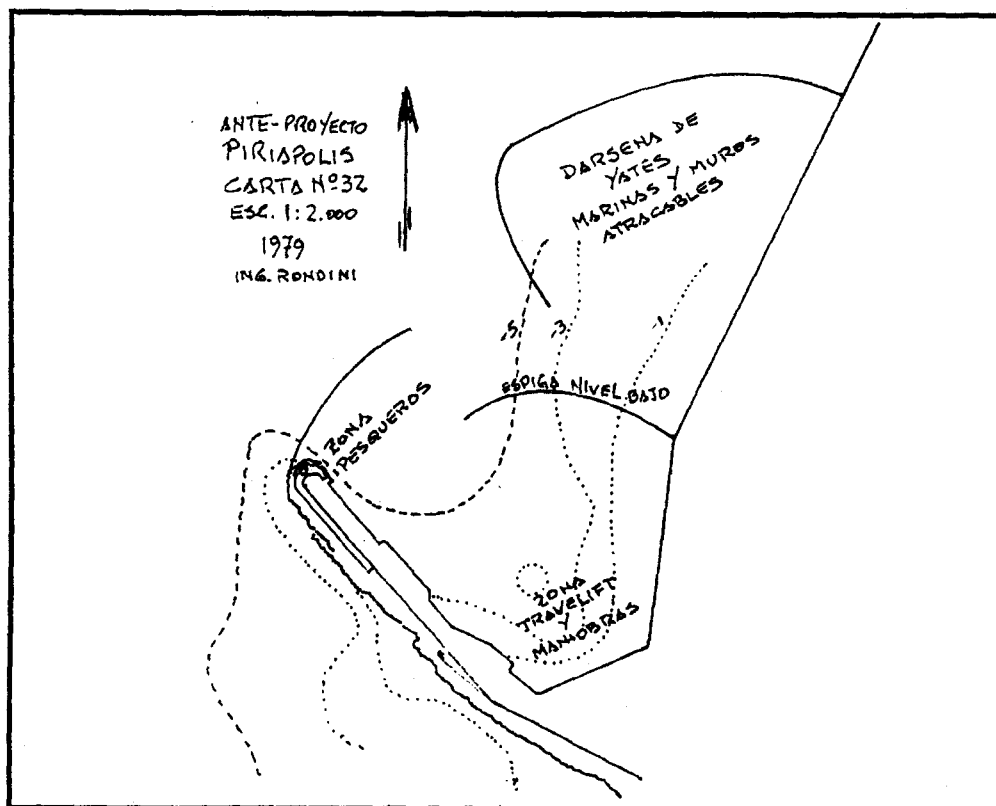 ANTE-PROYECTO
PIRIAPOLIS
CARTA Nº32
ESC. 1:2.000
1979
ING. RONDINI
DARSENA DE
YATES
MARINAS Y MUROS
ATRACABLES
-5
-3
-1
ESPIGA NIVEL BAJO
ZONA
PESQUEROS
ZONA
TRAVELIFT
Y
MANIOBRAS